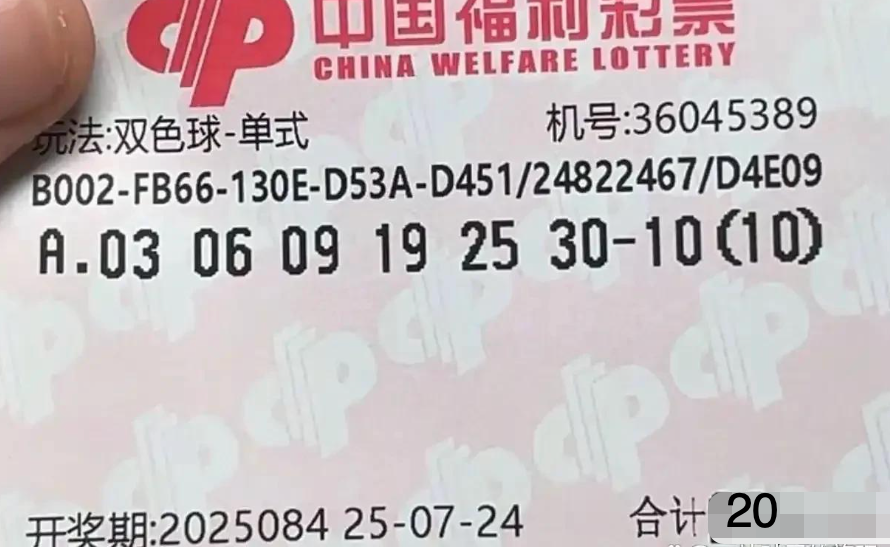 中国福利彩票
CHINA WELFARE LOTTERY
玩法:双色球-单式 机号:36045389
B002-FB66-130E-D53A-D451/24822467/D4E09
A.03 06 09 19 25 30-10(10)
开奖期:2025084 25-07-24 合计 20